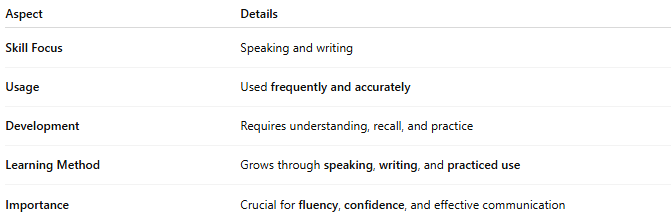 Aspect Details
Skill Focus Speaking and writing
Usage Used frequently and accurately
Development Requires understanding, recall, and practice
Learning Method Grows through speaking, writing, and practiced use
Importance Crucial for fluency, confidence, and effective communication